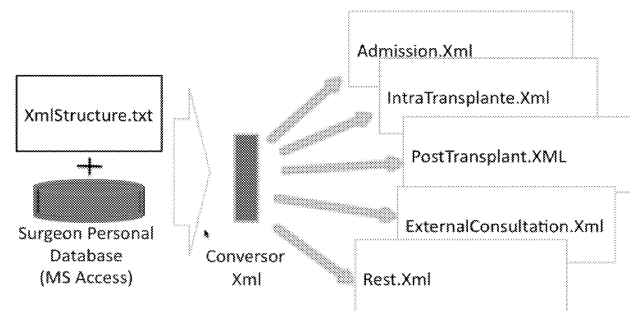 XmlStructure.txt
+
Surgeon Personal
Database
(MS Access)
Conversor
Xml
Admission.Xml
IntraTransplante.Xml
PostTransplant.XML
ExternalConsultation.Xml
Rest.Xml